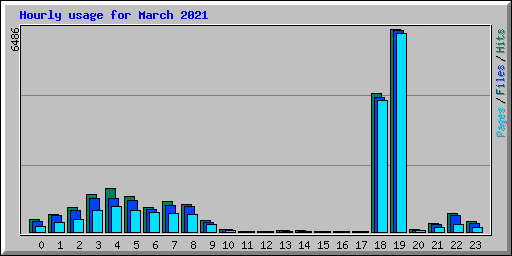 Hourly usage for March 2021
6486
Pages/Files/Hits
0 1 2 3 4 5 6 7 8 9 10 11 12 13 14 15 16 17 18 19 20 21 22 23